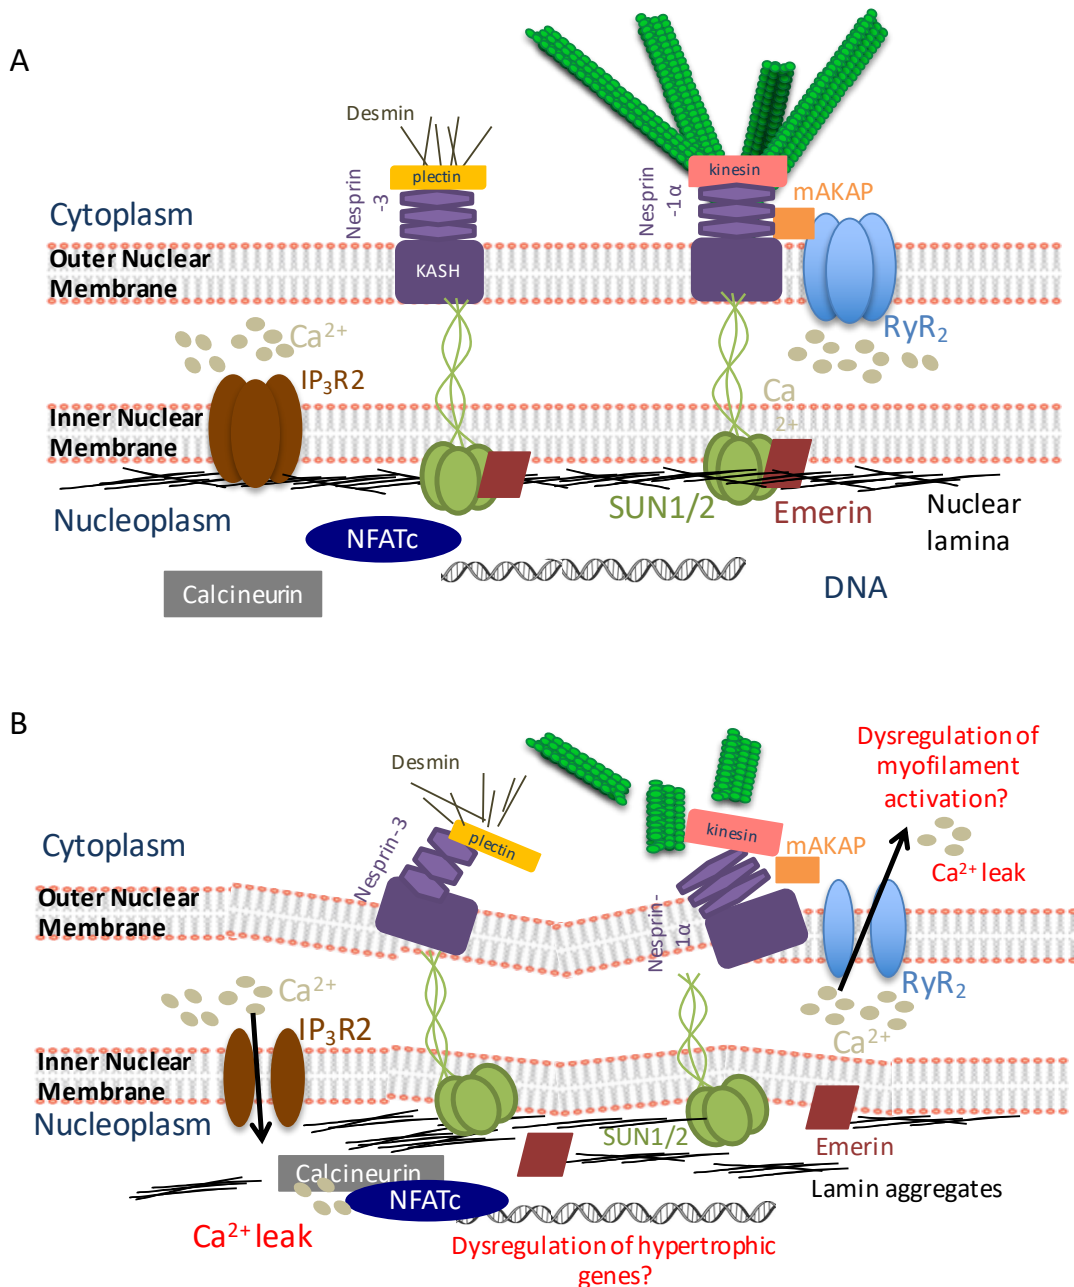 A
Desmin
plectin
kinesin
Nesprin
-3
Nesprin
-1α
mAKAP
Cytoplasm
Outer Nuclear
Membrane
KASH
Ca2+
RyR2
IP3R2
Ca
2+
Inner Nuclear
Membrane
Nucleoplasm
SUN1/2
Emerin
Nuclear
lamina
NFATc
Calcineurin
DNA
B
Dysregulation of
myofilament
activation?
Desmin
plectin
kinesin
Nesprin-3
mAKAP
Cytoplasm
Ca2+ leak
Outer Nuclear
Membrane
Nesprin-
1α
RyR2
Ca2+
IP3R2
Ca2+
Inner Nuclear
Membrane
Nucleoplasm
SUN1/2
Emerin
Calcineurin
NFATc
Lamin aggregates
Ca2+ leak
Dysregulation of hypertrophic
genes?